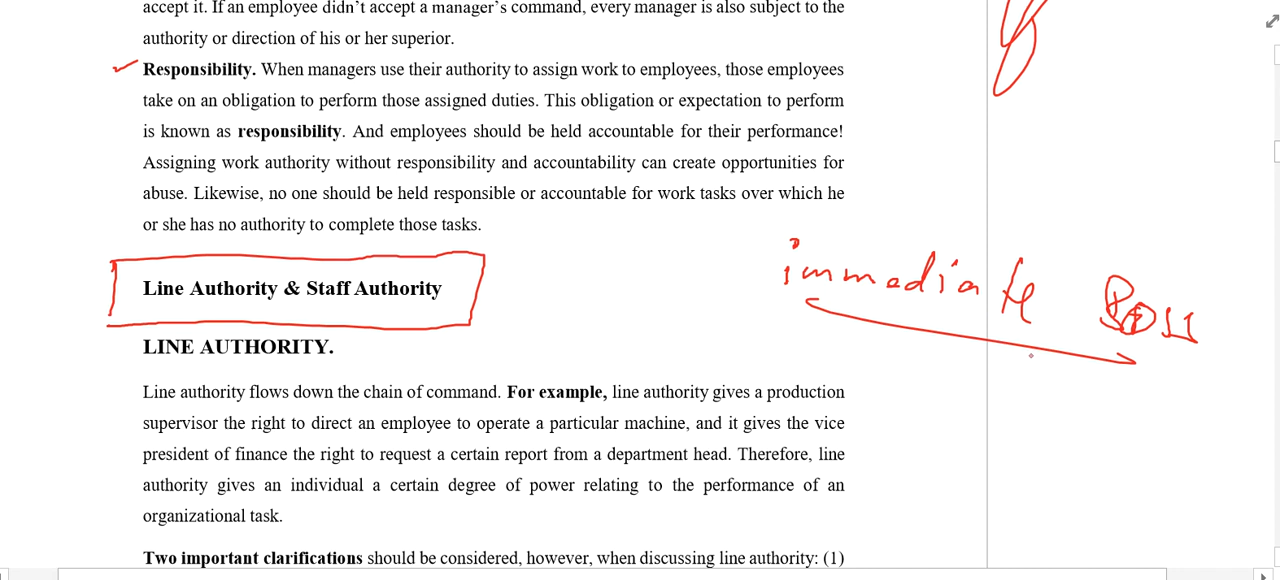 accept it. If an employee didn’t accept a manager’s command, every manager is also subject to the
authority or direction of his or her superior.
Responsibility. When managers use their authority to assign work to employees, those employees
take on an obligation to perform those assigned duties. This obligation or expectation to perform
is known as responsibility. And employees should be held accountable for their performance!
Assigning work authority without responsibility and accountability can create opportunities for
abuse. Likewise, no one should be held responsible or accountable for work tasks over which he
or she has no authority to complete those tasks.
immediate Boss
Line Authority & Staff Authority
LINE AUTHORITY.
Line authority flows down the chain of command. For example, line authority gives a production
supervisor the right to direct an employee to operate a particular machine, and it gives the vice
president of finance the right to request a certain report from a department head. Therefore, line
authority gives an individual a certain degree of power relating to the performance of an
organizational task.
Two important clarifications should be considered, however, when discussing line authority: (1)